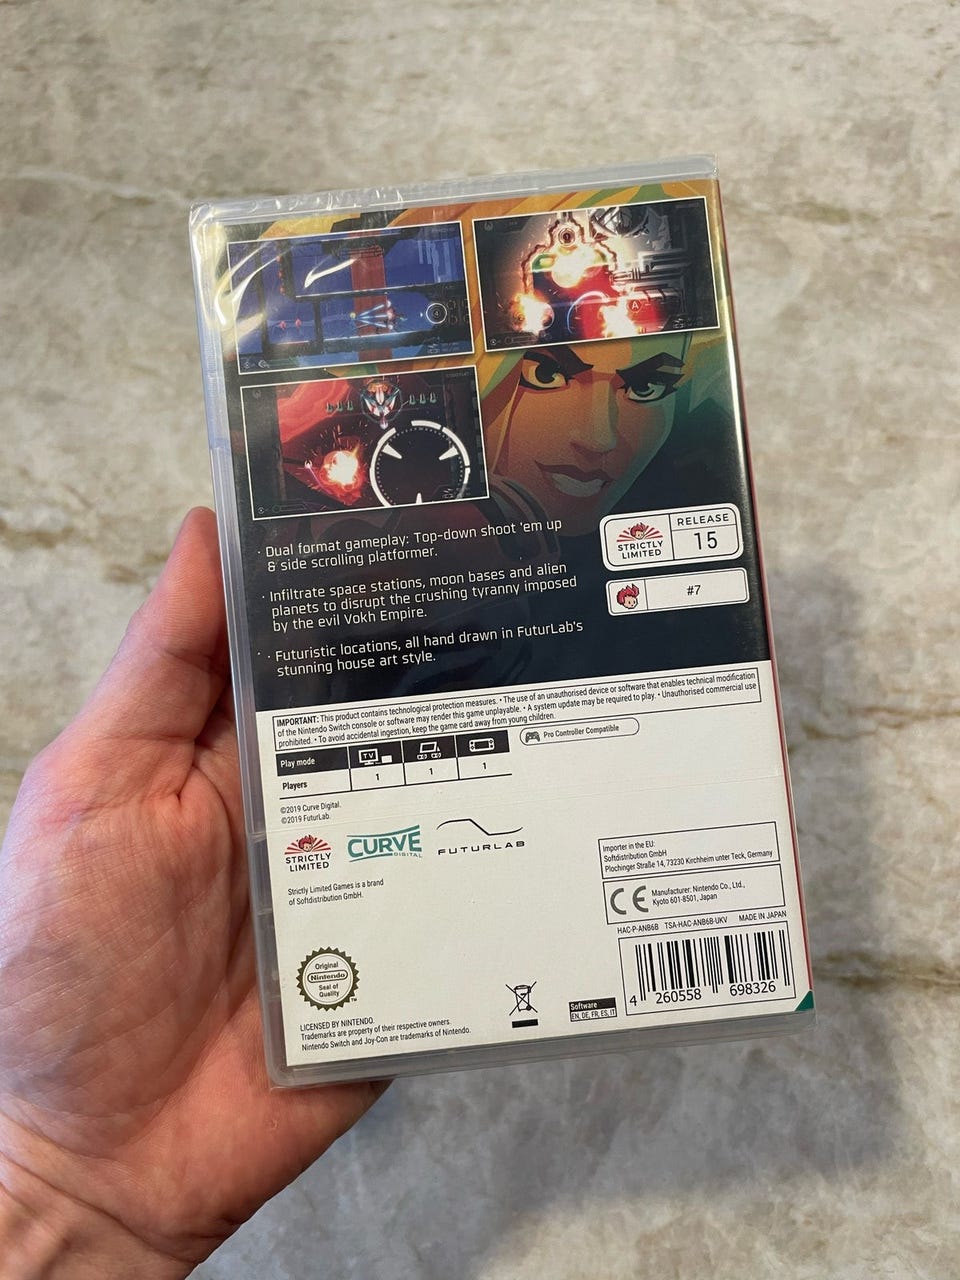 · Dual format gameplay: Top-down shoot 'em up
& side scrolling platformer.
· Infiltrate space stations, moon bases and alien
planets to disrupt the crushing tyranny imposed
by the evil Vokh Empire.
· Futuristic locations, all hand drawn in FuturLab's
stunning house art style.
STRICTLY
LIMITED
RELEASE
15
#7
IMPORTANT: This product contains technological protection measures. • The use of an unauthorised device or software that enables technical modification
of the Nintendo Switch console or software may render this game unplayable. • A system update may be required to play. • Unauthorised commercial use
prohibited. • To avoid accidental ingestion, keep the game card away from young children.
Play mode
TV
Players
1
1
1
Pro Controller Compatible
©2019 Curve Digital.
©2019 FuturLab.
STRICTLY
LIMITED
CURVE
DIGITAL
FUTURLAB
Strictly Limited Games is a brand
of Softdistribution GmbH.
Importer in the EU:
Softdistribution GmbH
Plochinger Straße 14, 73230 Kirchheim unter Teck, Germany
CE
Manufacturer: Nintendo Co., Ltd.,
Kyoto 601-8501, Japan
HAC-P-ANB6B TSA-HAC-ANB6B-UKV MADE IN JAPAN
4 260558 698326
Original
Nintendo
Seal of
Quality
TM
Software
EN, DE, FR, ES, IT
LICENSED BY NINTENDO.
Trademarks are property of their respective owners.
Nintendo Switch and Joy-Con are trademarks of Nintendo.